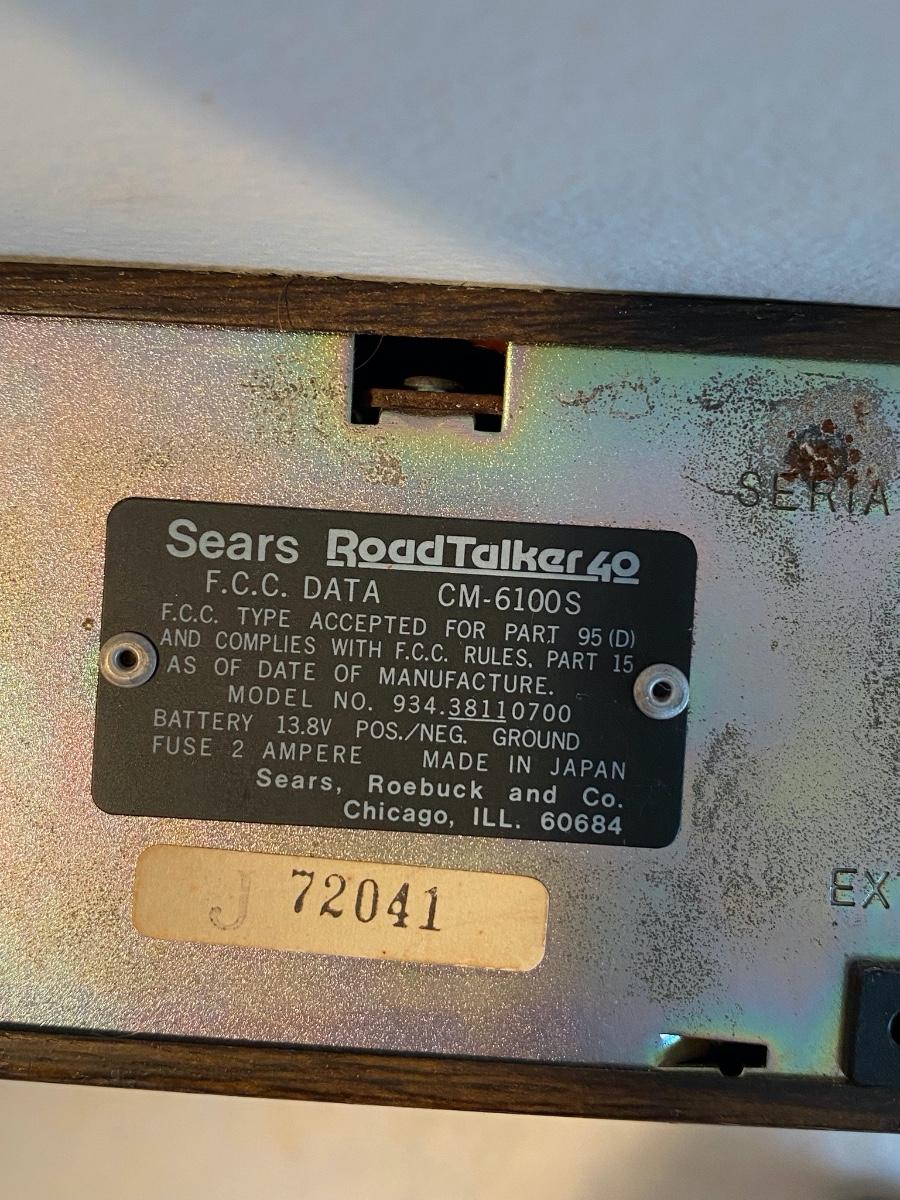 SERIA
Sears RoadTalker 40
F.C.C. DATA CM-6100S
F.C.C. TYPE ACCEPTED FOR PART 95 (D)
AND COMPLIES WITH F.C.C. RULES, PART 15
AS OF DATE OF MANUFACTURE.
MODEL NO. 934.38110700
BATTERY 13.8V POS./NEG. GROUND
FUSE 2 AMPERE MADE IN JAPAN
Sears, Roebuck and Co.
Chicago, ILL. 60684
J 72041
EX